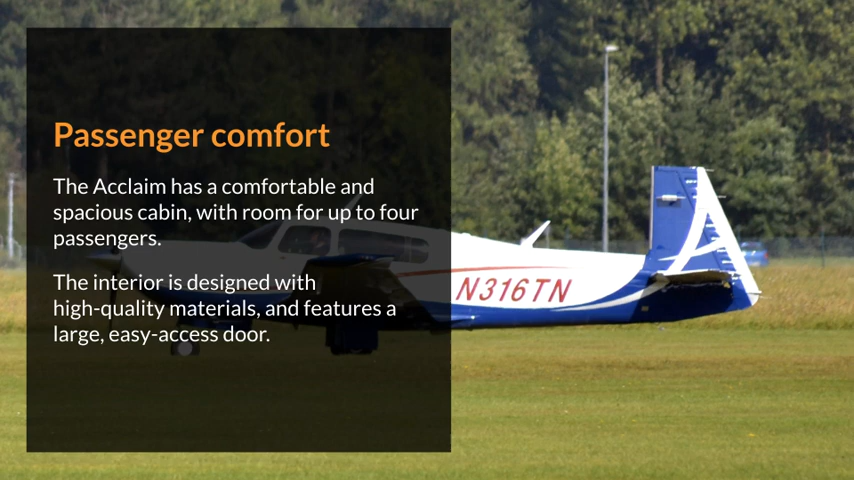 Passenger comfort
The Acclaim has a comfortable and
spacious cabin, with room for up to four
passengers.
The interior is designed with
high-quality materials, and features a
large, easy-access door.
N316TN